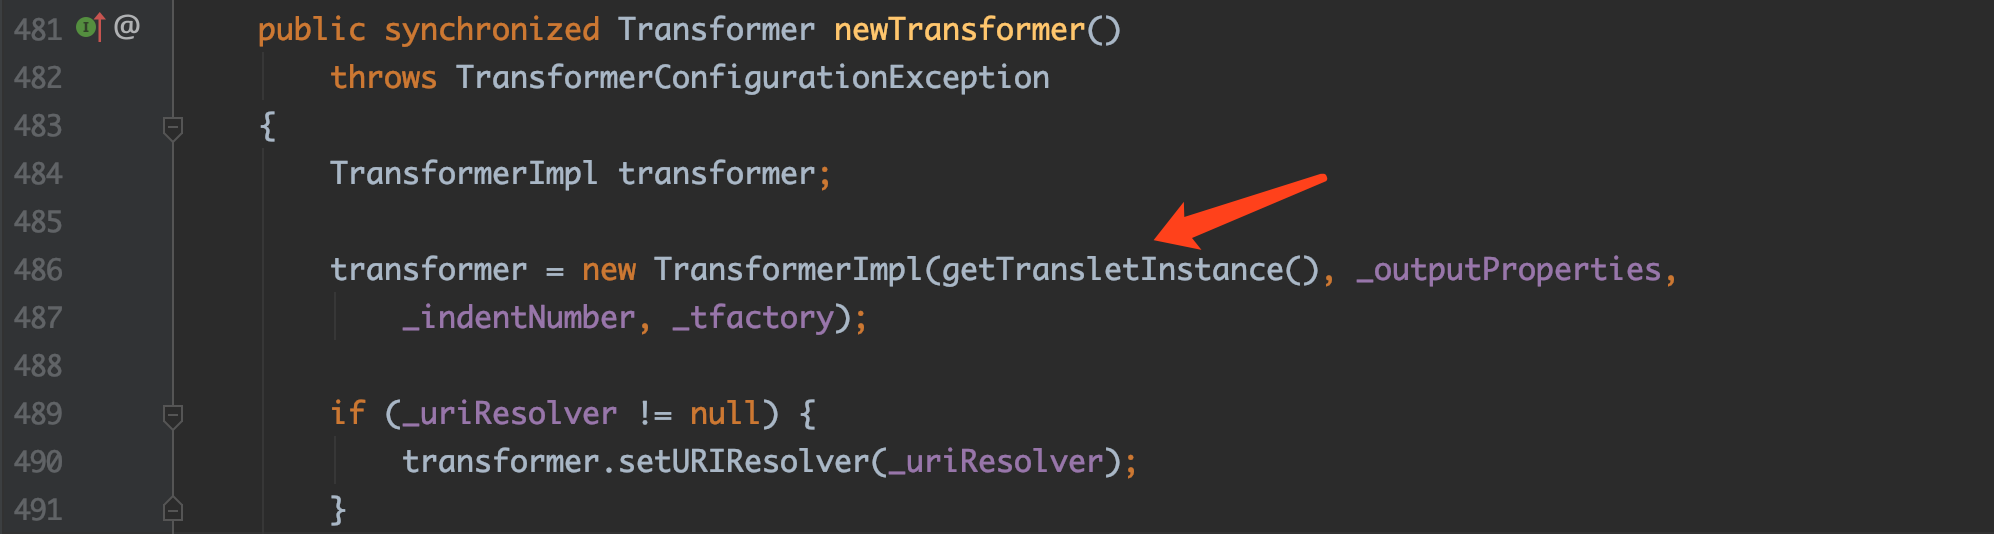 481 @ public synchronized Transformer newTransformer()
482 throws TransformerConfigurationException
483 {
484 TransformerImpl transformer;
485
486 transformer = new TransformerImpl(getTransletInstance(), _outputProperties,
487 _indentNumber, _tfactory);
488
489 if (_uriResolver != null) {
490 transformer.setURIResolver(_uriResolver);
491 }